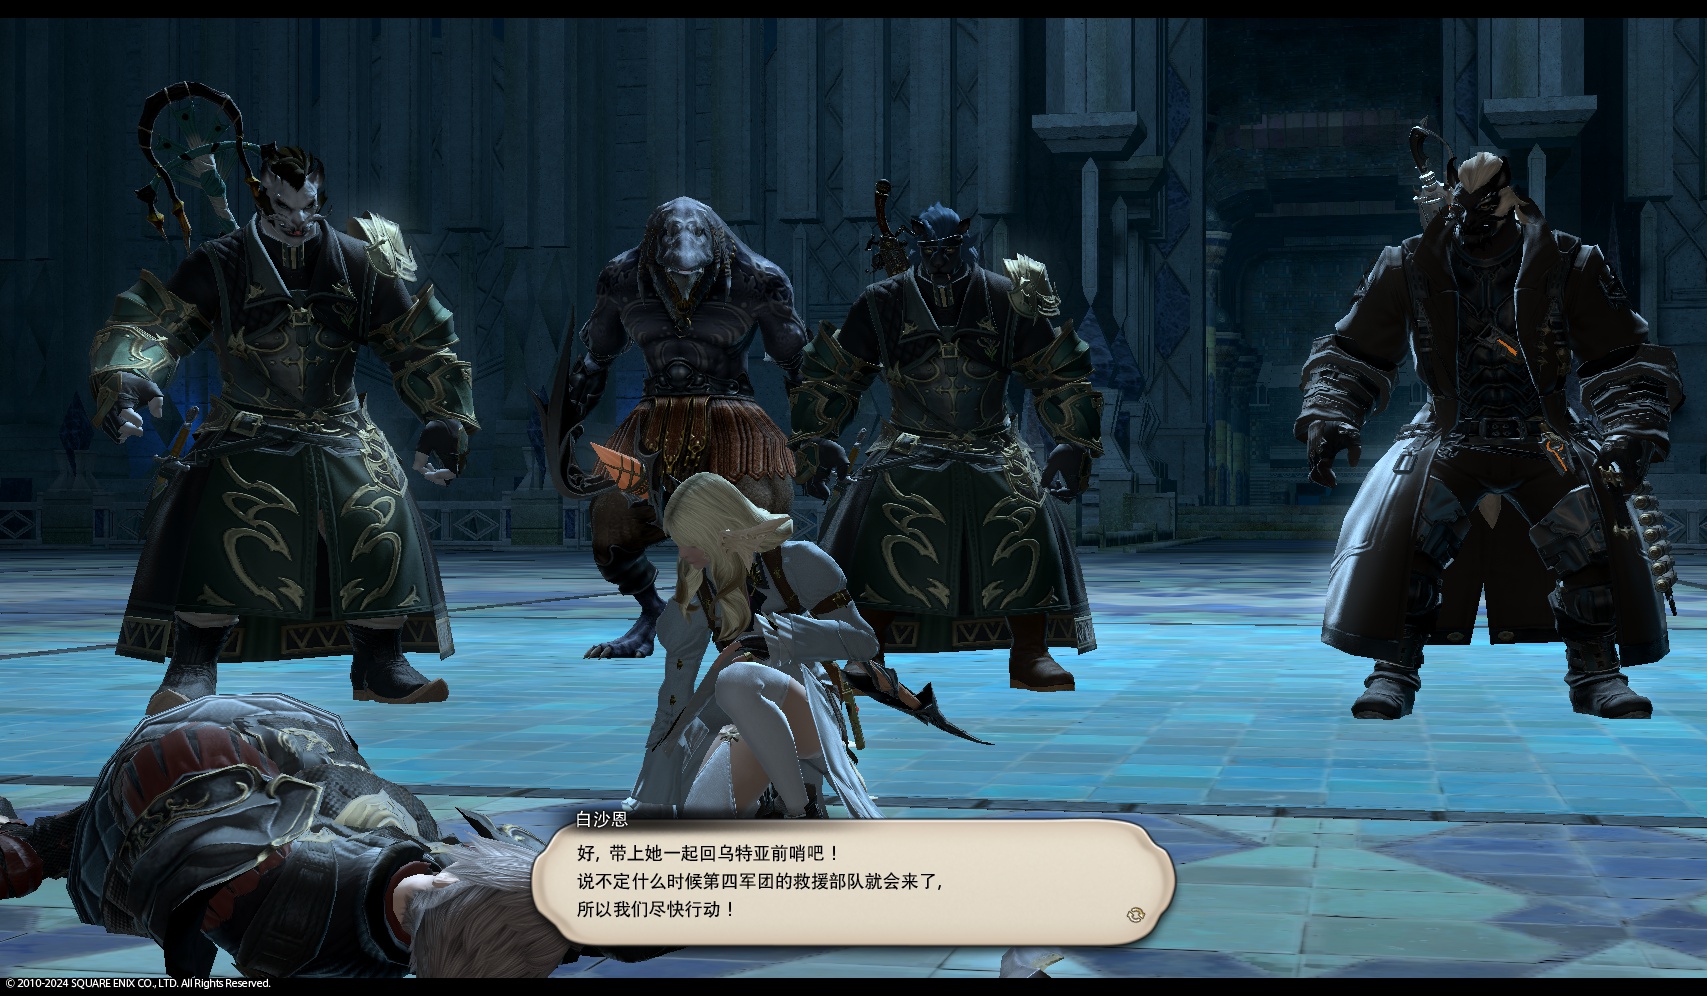 白沙恩
好，带上她一起回乌特亚前哨吧！
说不定什么时候第四军团的救援部队就会来了，
所以我们尽快行动！
© 2010-2024 SQUARE ENIX CO., LTD. All Rights Reserved.